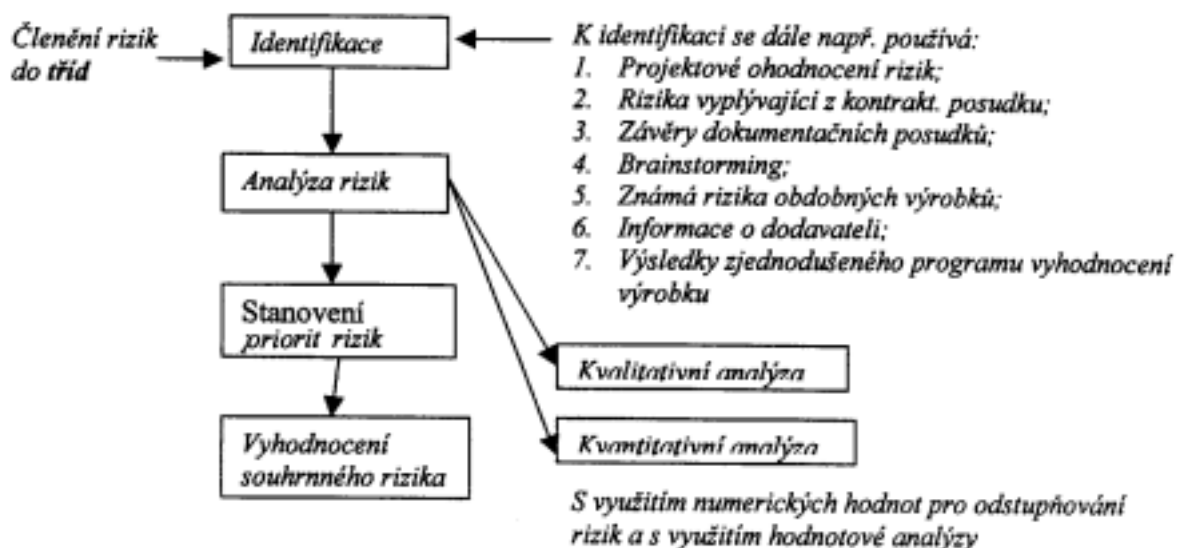 Členění rizik
do tříd
Identifikace
K identifikaci se dále např. používá:
1. Projektové ohodnocení rizik;
2. Rizika vyplývající z kontrakt. posudku;
3. Závěry dokumentačních posudků;
4. Brainstorming;
5. Známá rizika obdobných výrobků;
6. Informace o dodavateli;
7. Výsledky zjednodušeného programu vyhodnocení
výrobku
Analýza rizik
Stanovení
priorit rizik
Kvalitativní analýza
Vyhodnocení
souhrnného rizika
Kvantitativní analýza
S využitím numerických hodnot pro odstupňování
rizik a s využitím hodnotové analýzy